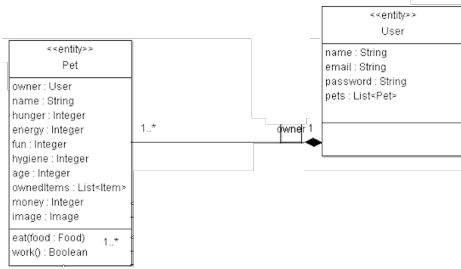 <<entity>>
Pet
owner : User
name : String
hunger : Integer
energy : Integer
fun : Integer
hygiene : Integer
age : Integer
ownedItems : List<Item>
money : Integer
image : Image
eat(food : Food)
work() : Boolean
1..*
1..*
owner 1
<<entity>>
User
name : String
email : String
password : String
pets : List<Pet>